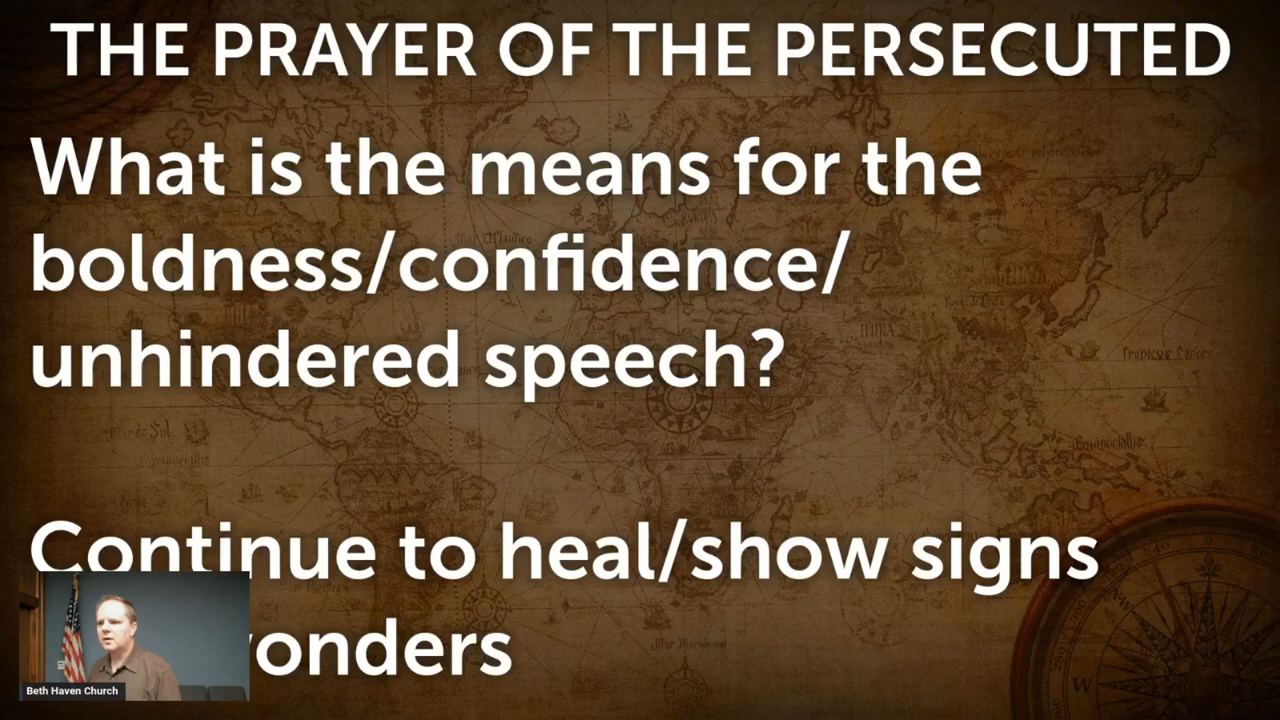 THE PRAYER OF THE PERSECUTED
What is the means for the
boldness/confidence/
unhindered speech?
Continue to heal/show signs
wonders
Beth Haven Church
W